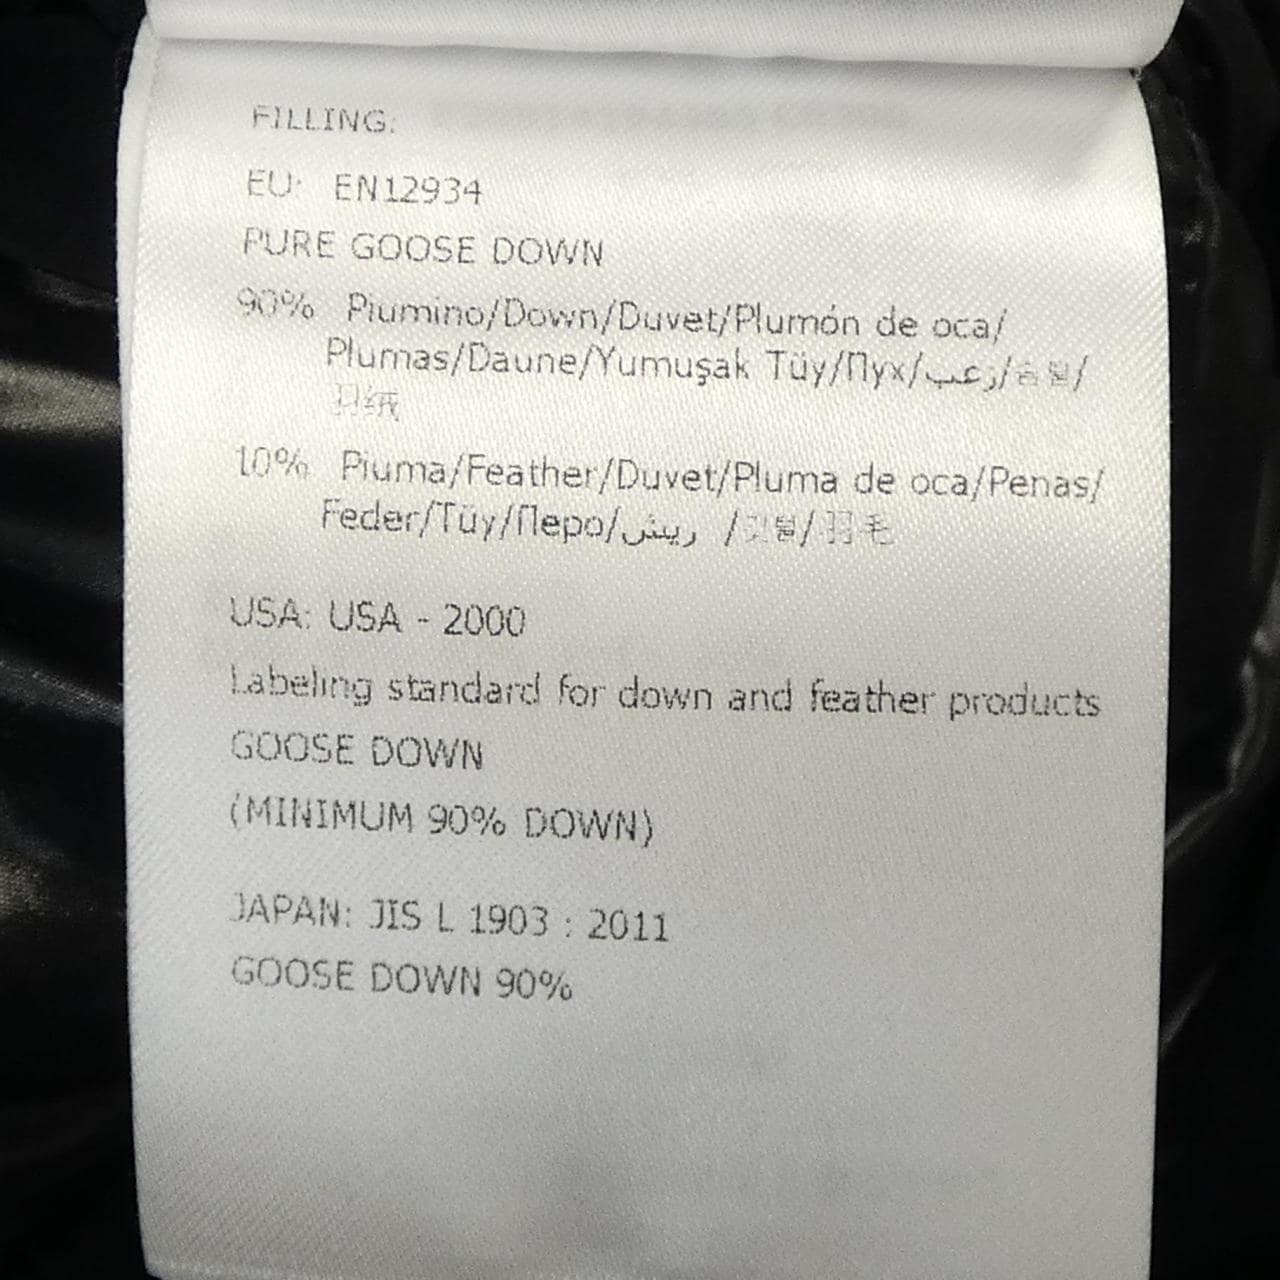 FILLING:
EU: EN12934
PURE GOOSE DOWN
90% Piumino/Down/Duvet/Plumón de oca/
Plumas/Daune/Yumuşak Tüy/Пух/زغب/솜털/
羽绒
10% Piuma/Feather/Duvet/Pluma de oca/Penas/
Feder/Tüy/Перо/ريش /깃털/羽毛
USA: USA - 2000
Labeling standard for down and feather products
GOOSE DOWN
(MINIMUM 90% DOWN)
JAPAN: JIS L 1903 : 2011
GOOSE DOWN 90%